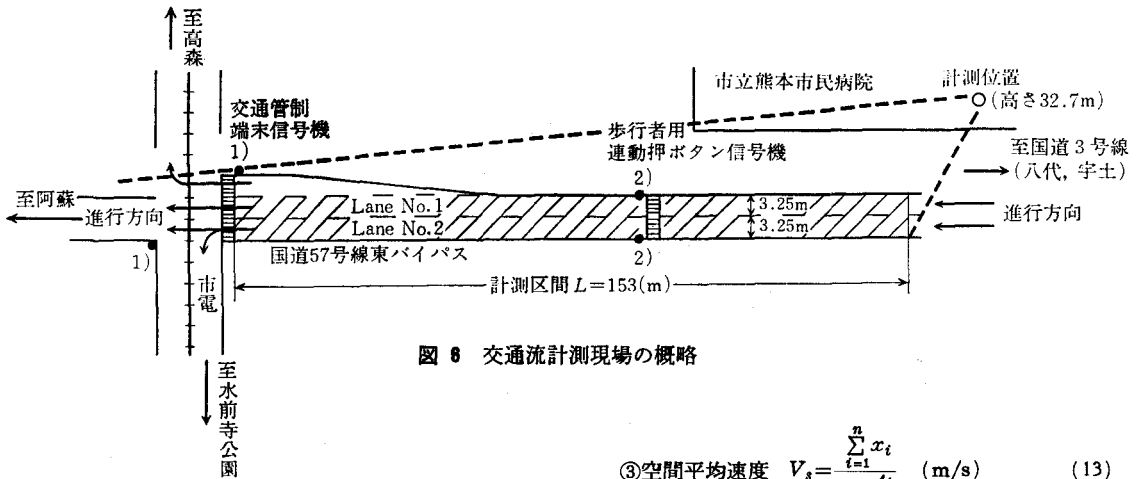 至高森
交通管制
端末信号機
1)
市立熊本市民病院
計測位置
(高さ32.7m)
歩行者用
連動押ボタン信号機
2)
至国道3号線
(八代, 宇土)
至阿蘇
進行方向
Lane No.1
Lane No.2
3.25m
3.25m
進行方向
1)
国道57号線東バイパス
2)
市電
計測区間L=153(m)
図 6 交通流計測現場の概略
至水前寺公園
③空間平均速度 V_s= \sum_{i=1}^{n} x_i (m/s) (13)